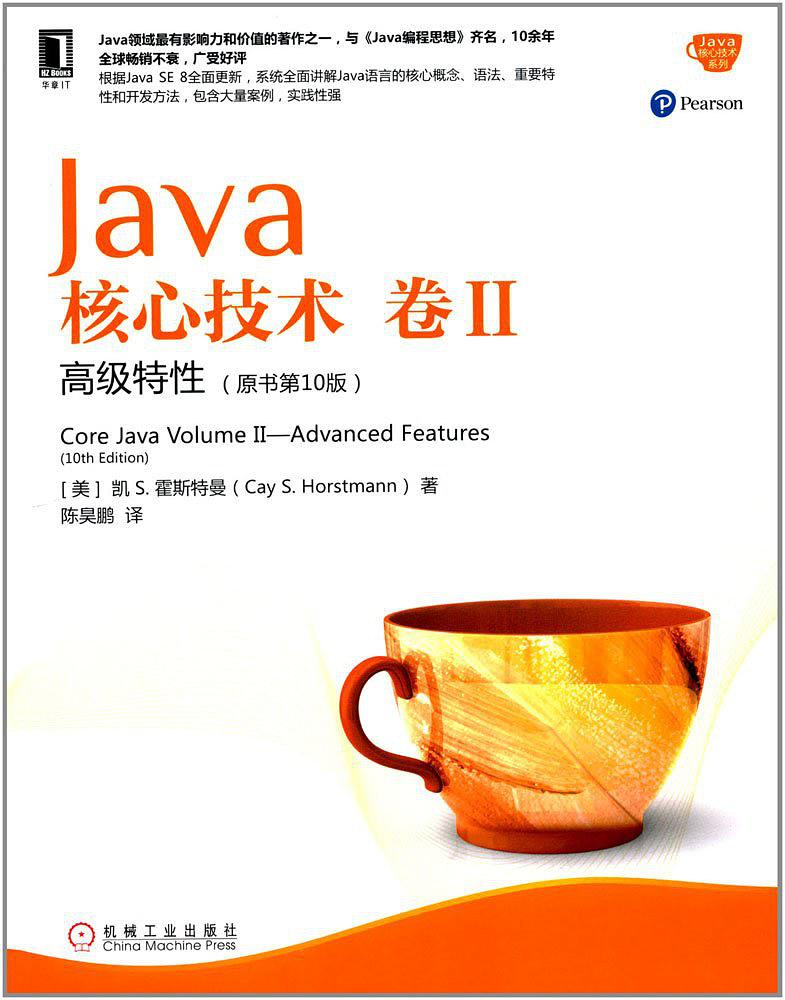 HZ BOOKS
华章IT
Java领域最有影响力和价值的著作之一，与《Java编程思想》齐名，10余年
全球畅销不衰，广受好评
根据Java SE 8全面更新，系统全面讲解Java语言的核心概念、语法、重要特
性和开发方法，包含大量案例，实践性强
Java
核心技术
系列
Pearson
Java
核心技术 卷II
高级特性（原书第10版）
Core Java Volume II—Advanced Features
(10th Edition)
[美] 凯 S. 霍斯特曼（Cay S. Horstmann）著
陈昊鹏 译
机械工业出版社
China Machine Press